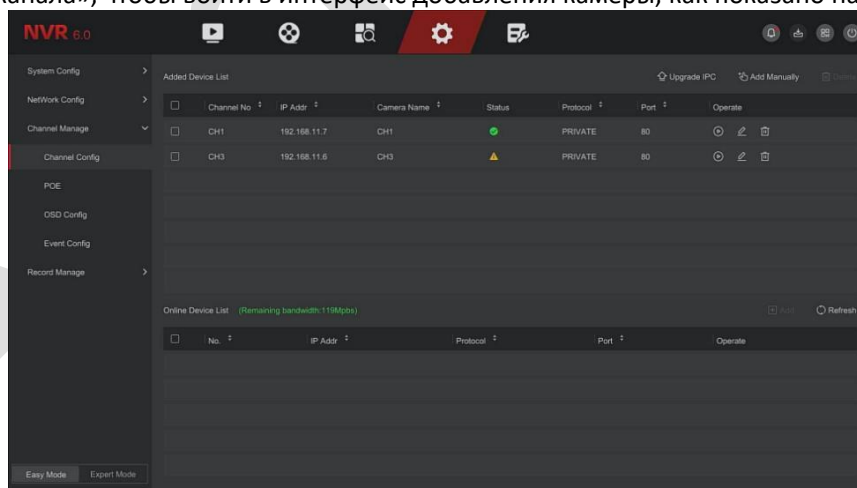 канала», чтобы войти в интерфейс добавления камеры, как показано на
NVR 6.0
System Config
NetWork Config
Channel Manage
Channel Config
POE
OSD Config
Event Config
Record Manage
Easy Mode Expert Mode
Added Device List Upgrade IPC Add Manually Delete
Channel No IP Addr Camera Name Status Protocol Port Operate
CH1 192.168.11.7 CH1 PRIVATE 80
CH3 192.168.11.6 CH3 PRIVATE 80
Online Device List (Remaining bandwidth:119Mpbs) Add Refresh
No. IP Addr Protocol Port Operate